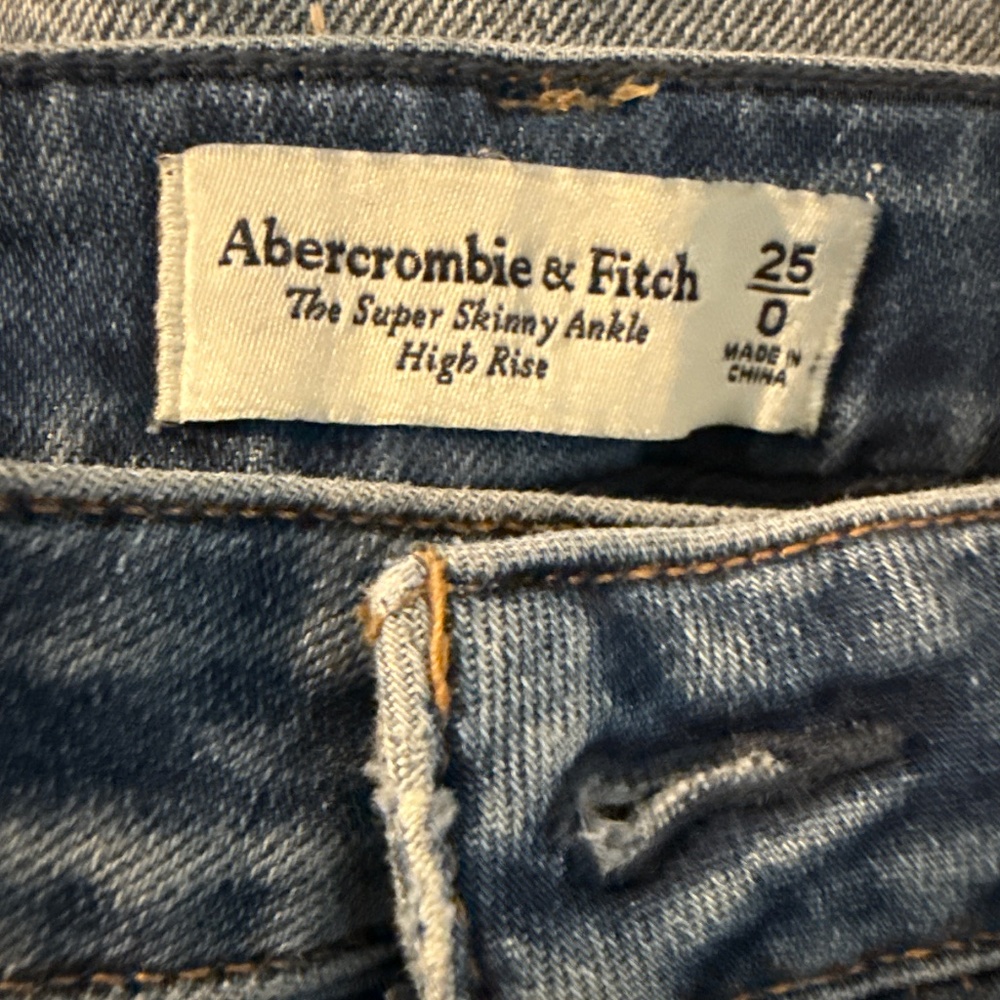 Abercrombie & Fitch
The Super Skinny Ankle
High Rise
25
0
MADE IN
CHINA